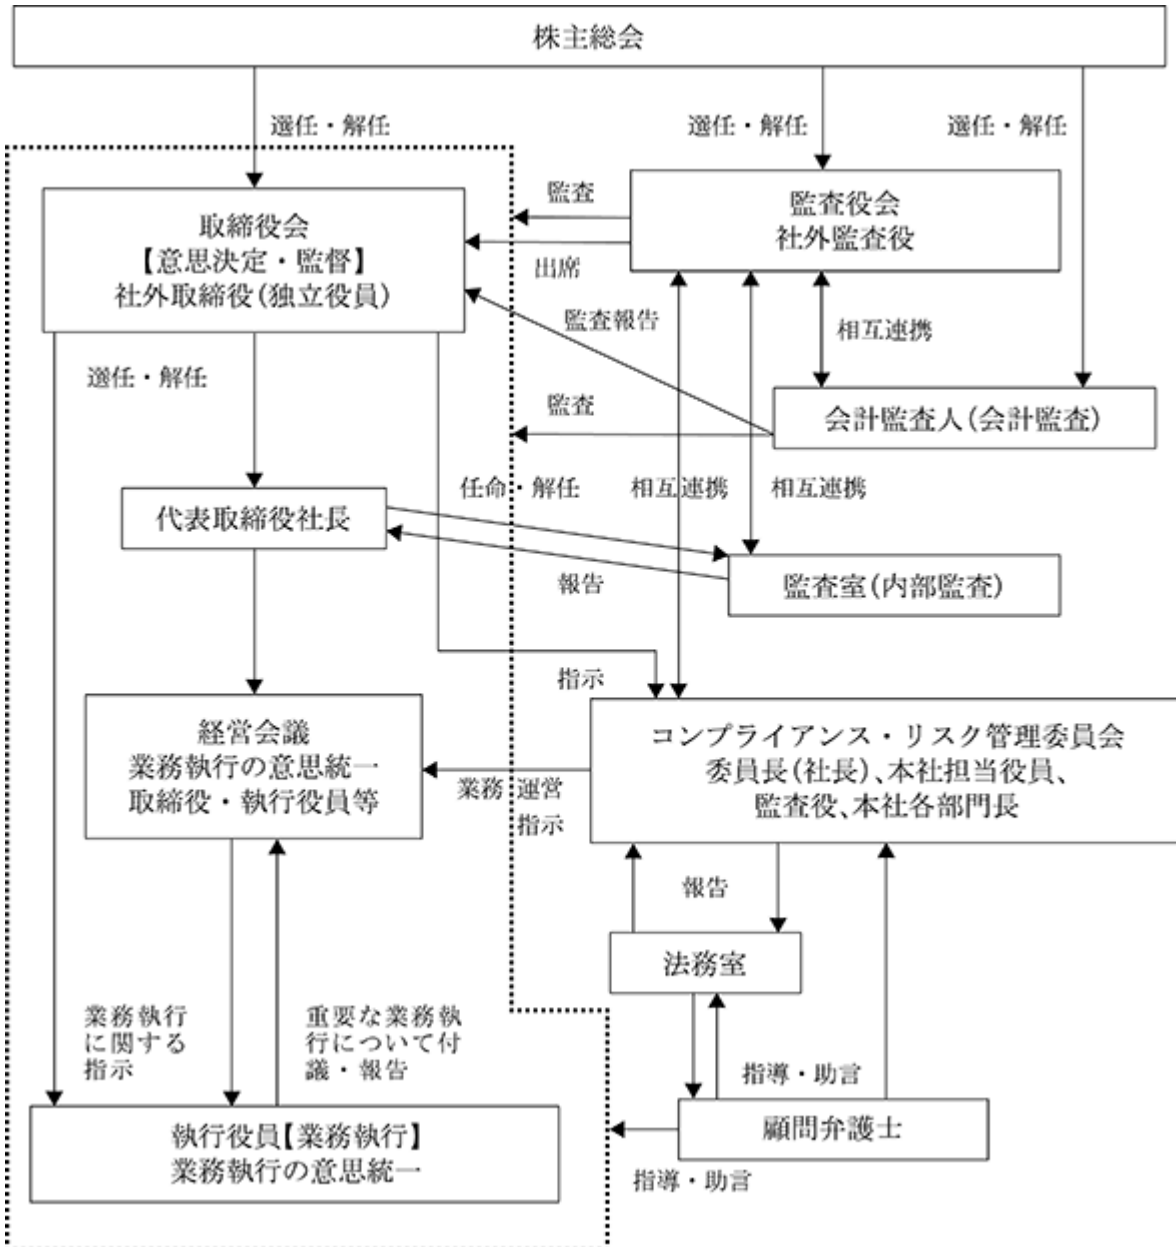 株主総会
選任・解任
選任・解任
選任・解任
取締役会
【意思決定・監督】
社外取締役(独立役員)
監査
出席
監査役会
社外監査役
監査報告
相互連携
選任・解任
監査
会計監査人(会計監査)
任命・解任
相互連携
相互連携
代表取締役社長
報告
監査室(内部監査)
指示
経営会議
業務執行の意思統一
取締役・執行役員等
業務運営
指示
コンプライアンス・リスク管理委員会
委員長(社長)、本社担当役員、
監査役、本社各部門長
報告
法務室
業務執行
に関する
指示
重要な業務執
行について付
議・報告
指導・助言
執行役員【業務執行】
業務執行の意思統一
顧問弁護士
指導・助言